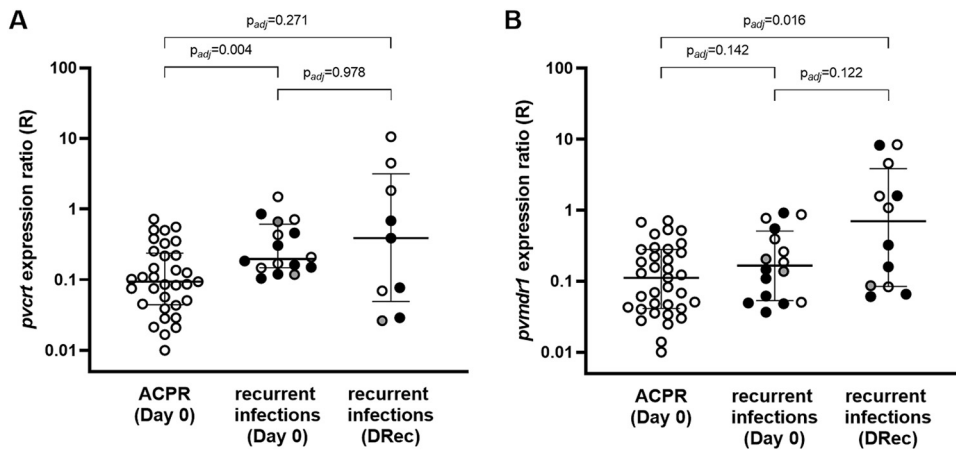 A
p_adj=0.271
p_adj=0.004
p_adj=0.978
pvcrt expression ratio (R)
100
10
1
0.1
0.01
ACPR
(Day 0)
recurrent
infections
(Day 0)
recurrent
infections
(DRec)
B
p_adj=0.016
p_adj=0.142
p_adj=0.122
pvmdr1 expression ratio (R)
100
10
1
0.1
0.01
ACPR
(Day 0)
recurrent
infections
(Day 0)
recurrent
infections
(DRec)